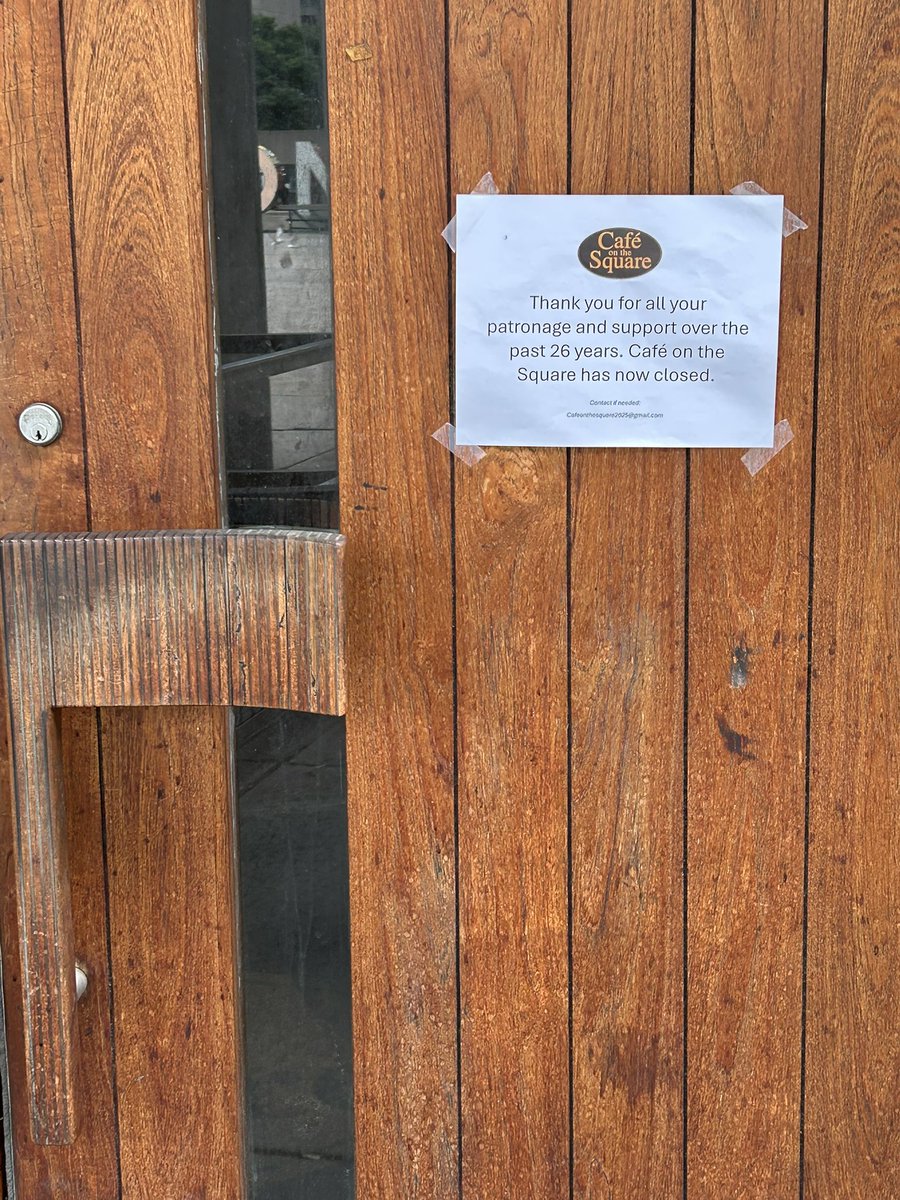 Café
on the
Square
Thank you for all your
patronage and support over the
past 26 years. Café on the
Square has now closed.
Contact if needed:
Cafeonthesquare2625@gmail.com